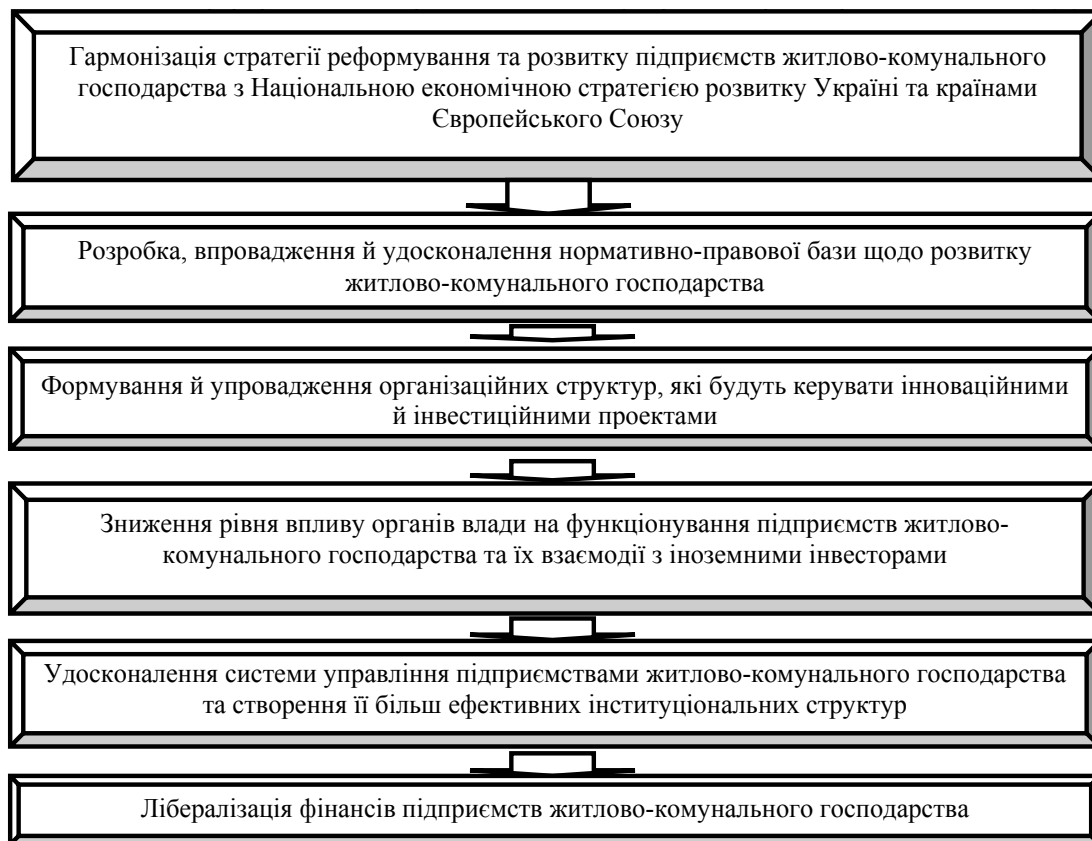 Гармонізація стратегії реформування та розвитку підприємств житлово-комунального
господарства з Національною економічною стратегією розвитку Україні та країнами
Європейського Союзу
Розробка, впровадження й удосконалення нормативно-правової бази щодо розвитку
житлово-комунального господарства
Формування й упровадження організаційних структур, які будуть керувати інноваційними
й інвестиційними проектами
Зниження рівня впливу органів влади на функціонування підприємств житлово-
комунального господарства та їх взаємодії з іноземними інвесторами
Удосконалення системи управління підприємствами житлово-комунального господарства
та створення її більш ефективних інституціональних структур
Лібералізація фінансів підприємств житлово-комунального господарства